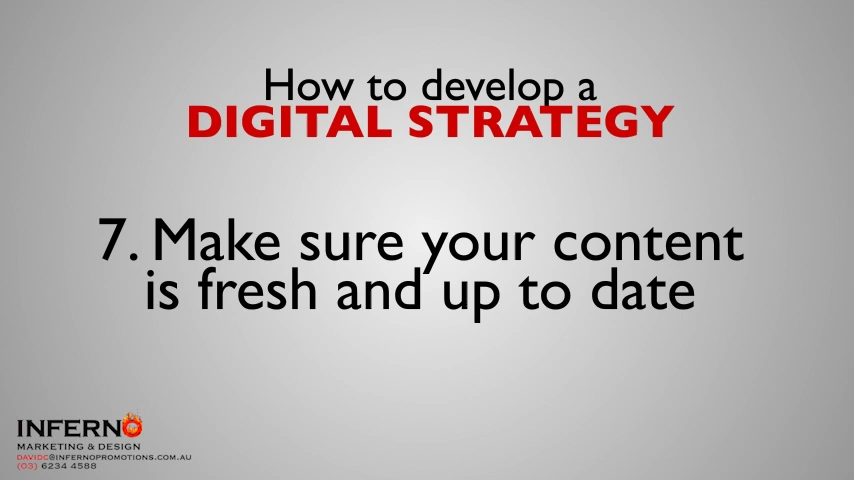 How to develop a
DIGITAL STRATEGY
7. Make sure your content
is fresh and up to date
INFERNO
MARKETING & DESIGN
DAVIDC@INFERNOPROMOTIONS.COM.AU
(03) 6234 4588